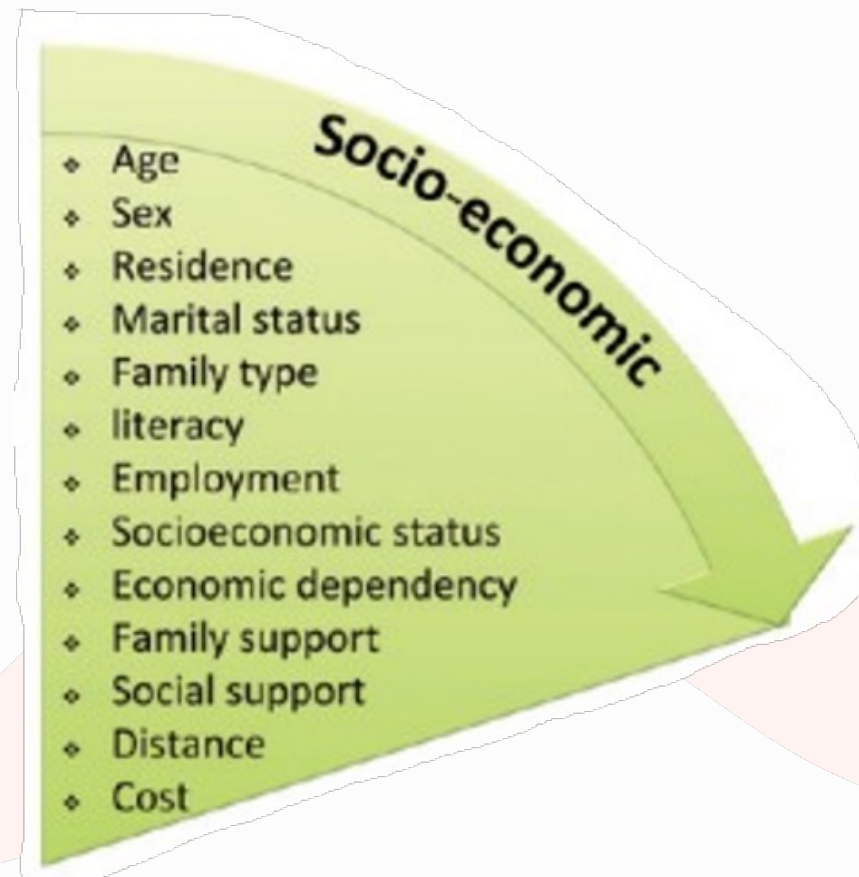 Socio-economic
Age
Sex
Residence
Marital status
Family type
literacy
Employment
Socioeconomic status
Economic dependency
Family support
Social support
Distance
Cost